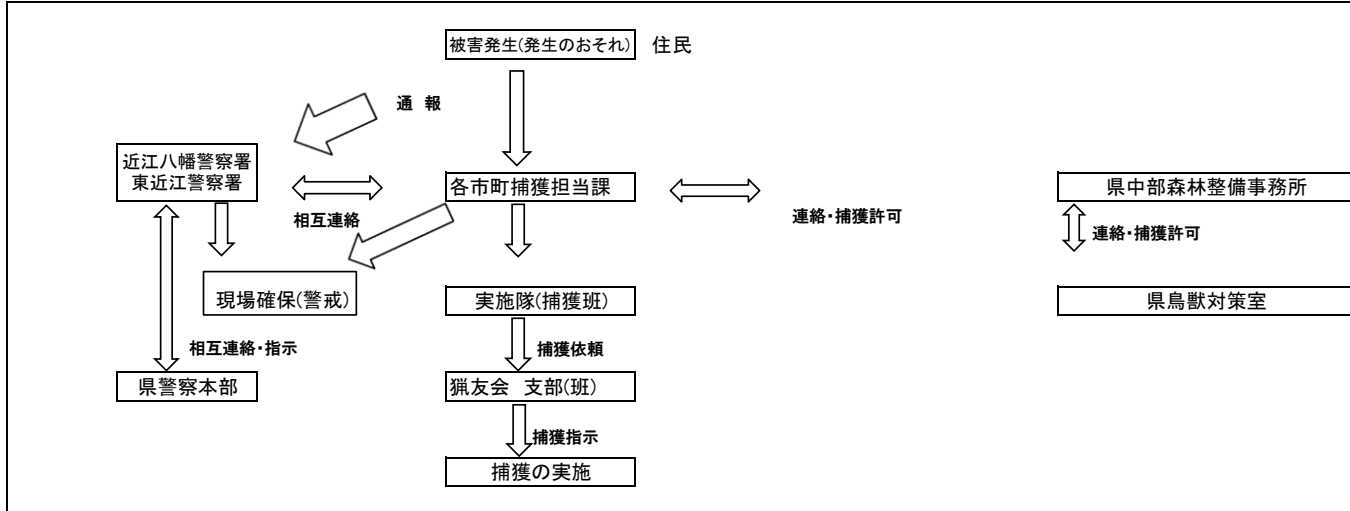 被害発生(発生のおそれ) 住民
通 報
近江八幡警察署
東近江警察署
各市町捕獲担当課
県中部森林整備事務所
相互連絡
連絡・捕獲許可
連絡・捕獲許可
現場確保(警戒)
実施隊(捕獲班)
県鳥獣対策室
相互連絡・指示
捕獲依頼
県警察本部
猟友会 支部(班)
捕獲指示
捕獲の実施